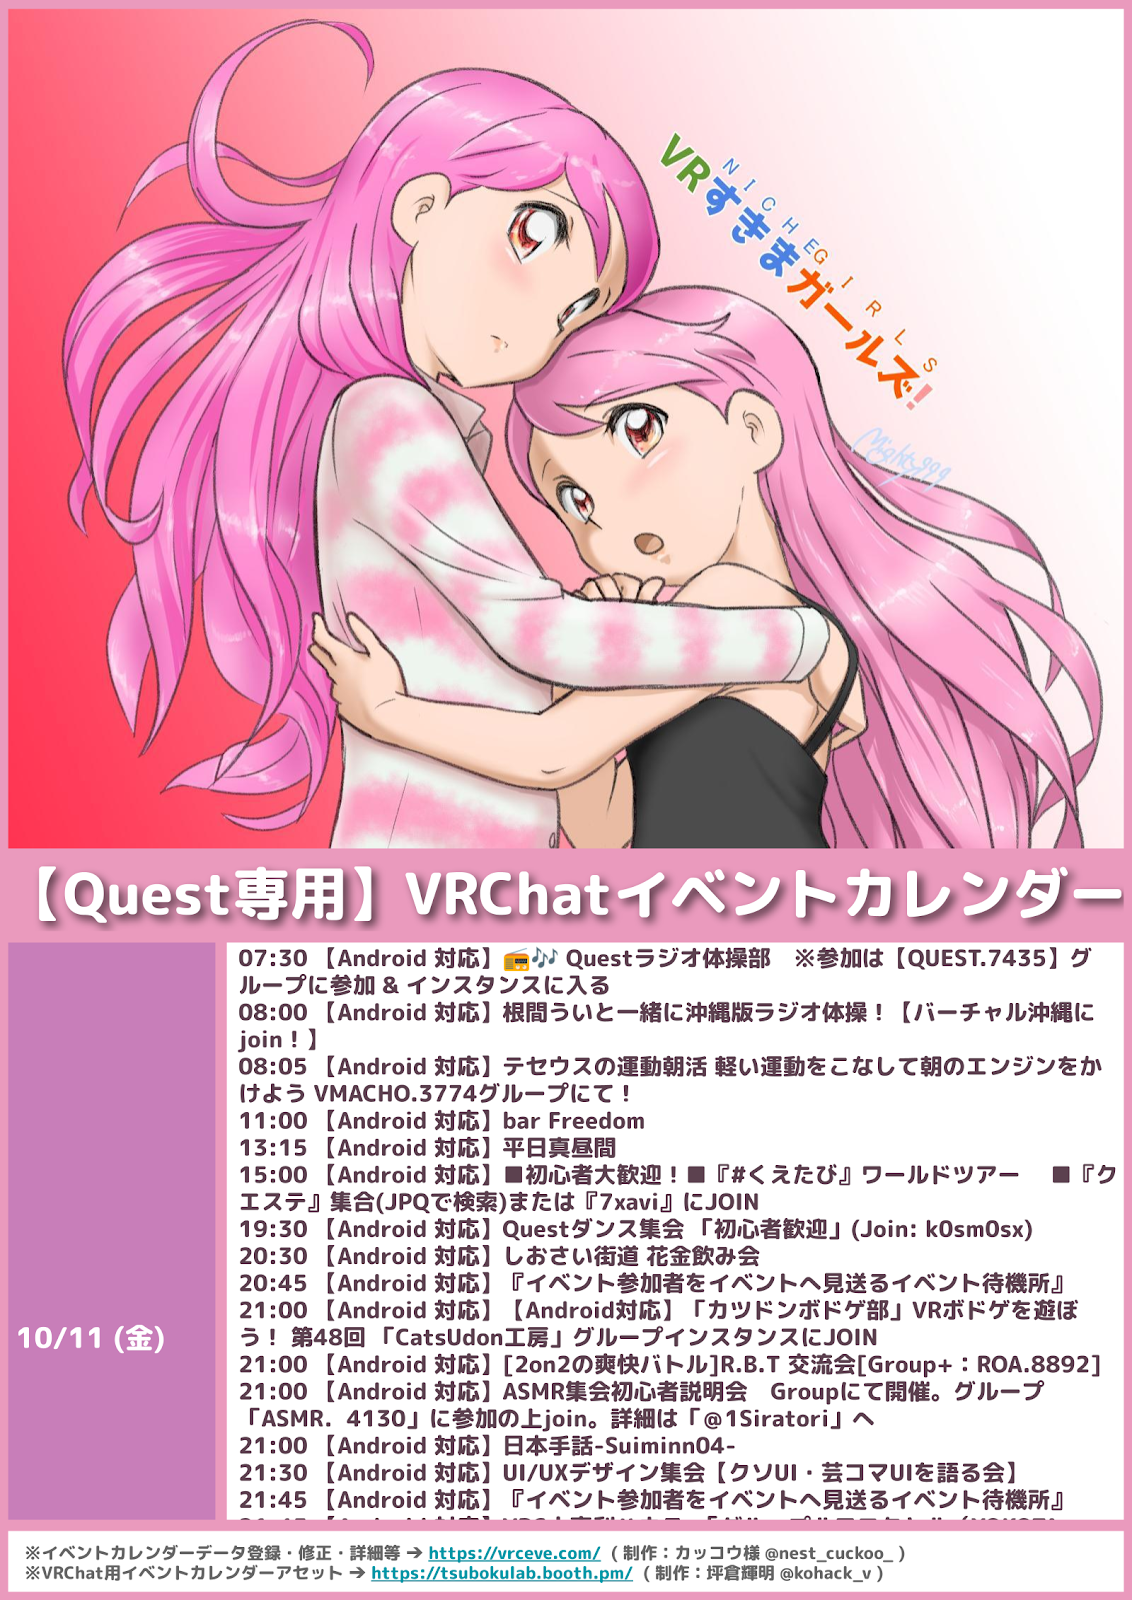 VRすきまガールズ!
NICHEGIRLS
Mighty999
【Quest専用】VRChatイベントカレンダー
10/11 (金)
07:30 【Android 対応】📻🎶 Questラジオ体操部　※参加は【QUEST.7435】グ
ループに参加 & インスタンスに入る
08:00 【Android 対応】根間ういと一緒に沖縄版ラジオ体操！【バーチャル沖縄に
join！】
08:05 【Android 対応】テセウスの運動朝活 軽い運動をこなして朝のエンジンをか
けよう VMACHO.3774グループにて！
11:00 【Android 対応】bar Freedom
13:15 【Android 対応】平日真昼間
15:00 【Android 対応】■初心者大歓迎！■『#くえたび』ワールドツアー　 ■『ク
エステ』集合(JPQで検索)または『7xavi』にJOIN
19:30 【Android 対応】Questダンス集会 「初心者歓迎」(Join: k0sm0sx)
20:30 【Android 対応】しおさい街道 花金飲み会
20:45 【Android 対応】『イベント参加者をイベントへ見送るイベント待機所』
21:00 【Android 対応】【Android対応】「カツドンボドゲ部」VRボドゲを遊ぼ
う！ 第48回 「CatsUdon工房」グループインスタンスにJOIN
21:00 【Android 対応】[2on2の爽快バトル]R.B.T 交流会[Group+：ROA.8892]
21:00 【Android 対応】ASMR集会初心者説明会　Groupにて開催。グループ
「ASMR．4130」に参加の上join。詳細は「@1Siratori」へ
21:00 【Android 対応】日本手話-Suiminn04-
21:30 【Android 対応】UI/UXデザイン集会【クソUI・芸コマUIを語る会】
21:45 【Android 対応】『イベント参加者をイベントへ見送るイベント待機所』
※イベントカレンダーデータ登録・修正・詳細等 → https://vrceve.com/ ( 制作：カッコウ様 @nest_cuckoo_ )
※VRChat用イベントカレンダーアセット → https://tsubokulab.booth.pm/ ( 制作：坪倉輝明 @kohack_v )